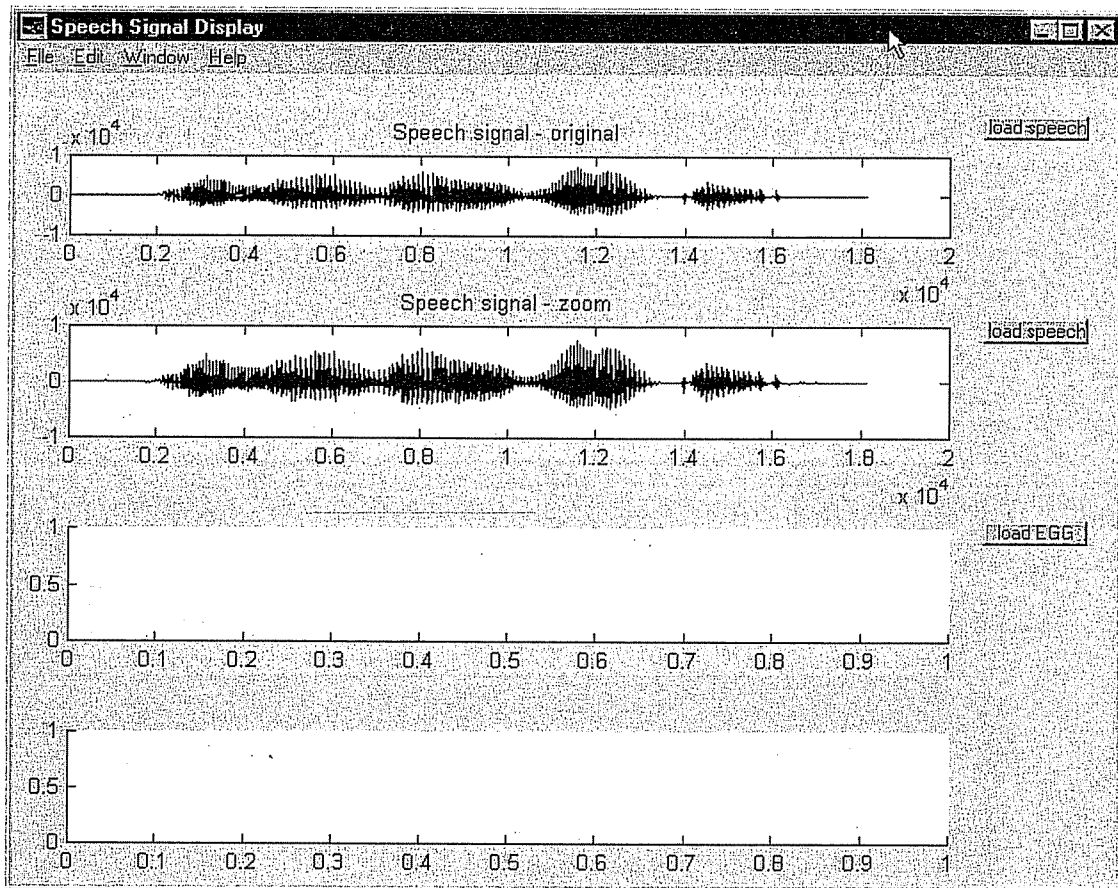 Speech Signal Display
File Edit Window Help
x 10^4
Speech signal - original
load speech
1
0
-1
0 0.2 0.4 0.6 0.8 1 1.2 1.4 1.6 1.8 2
x 10^4
x 10^4
Speech signal - zoom
load speech
1
0
-1
0 0.2 0.4 0.6 0.8 1 1.2 1.4 1.6 1.8 2
x 10^4
load EGG
1
0.5
0
0 0.1 0.2 0.3 0.4 0.5 0.6 0.7 0.8 0.9 1
1
0.5
0
0 0.1 0.2 0.3 0.4 0.5 0.6 0.7 0.8 0.9 1